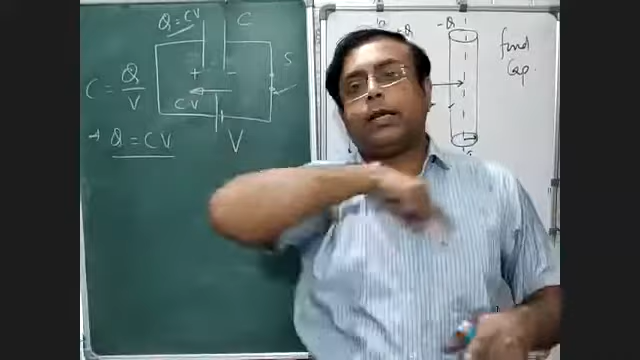 Q = CV
C
+ -
S
C = Q/V
CV
→ Q = CV
V
+Q
-Q
find
Cap.